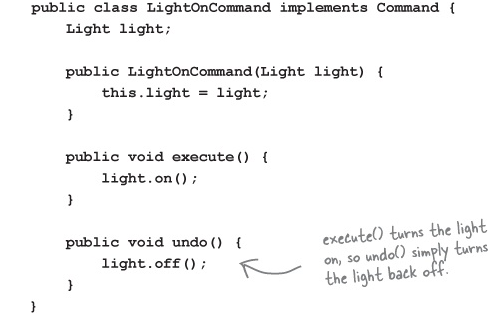 public class LightOnCommand implements Command {
Light light;
public LightOnCommand(Light light) {
this.light = light;
}
public void execute() {
light.on();
}
public void undo() {
light.off();
}
}
execute() turns the light
on, so undo() simply turns
the light back off.